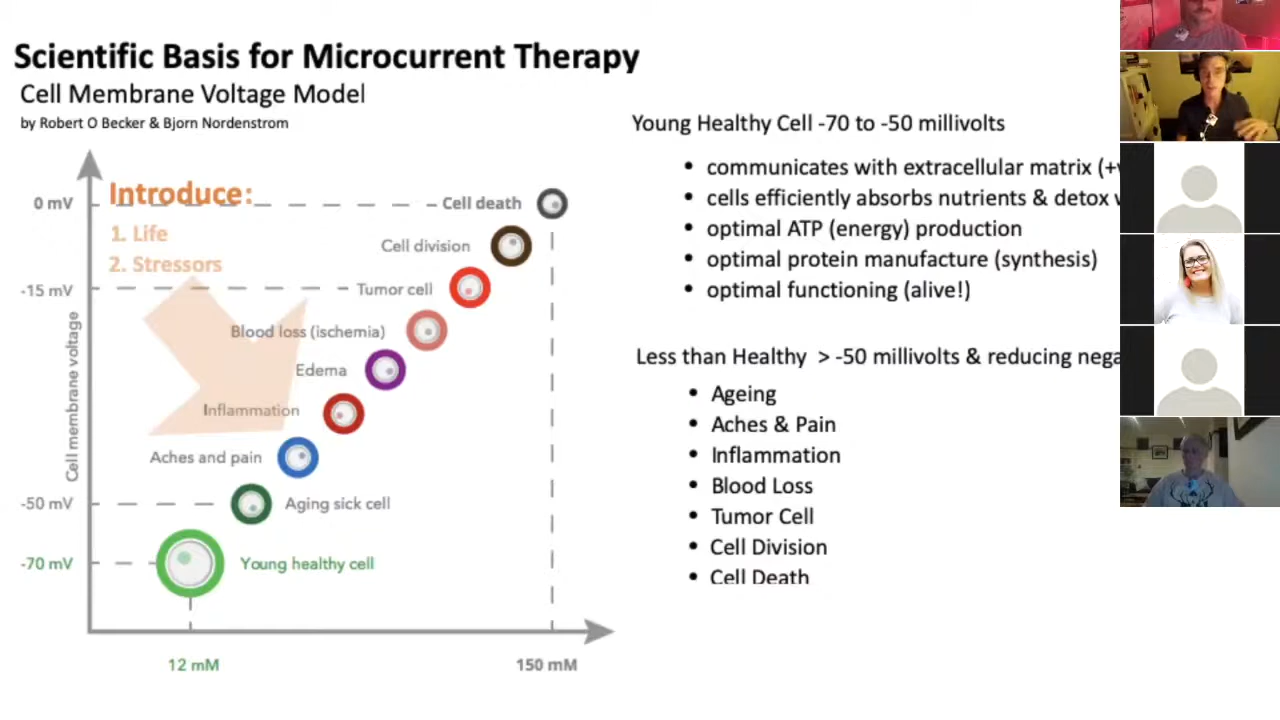 Scientific Basis for Microcurrent Therapy
Cell Membrane Voltage Model
by Robert O Becker & Bjorn Nordenstrom
Introduce:
1. Life
2. Stressors
0 mV
-15 mV
-50 mV
-70 mV
Cell membrane voltage
Cell death
Cell division
Tumor cell
Blood loss (ischemia)
Edema
Inflammation
Aches and pain
Aging sick cell
Young healthy cell
12 mM
150 mM
Young Healthy Cell -70 to -50 millivolts
• communicates with extracellular matrix (+
• cells efficiently absorbs nutrients & detox
• optimal ATP (energy) production
• optimal protein manufacture (synthesis)
• optimal functioning (alive!)
Less than Healthy > -50 millivolts & reducing
• Ageing
• Aches & Pain
• Inflammation
• Blood Loss
• Tumor Cell
• Cell Division
• Cell Death